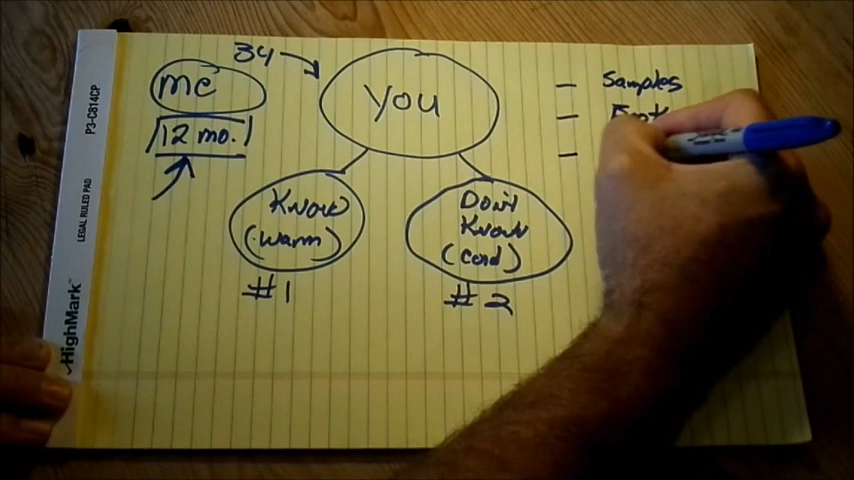 34
me
12 mo.
YOU
Know
(warm)
#1
Don't
Know
(cold)
#2
- Samples
-
-
P3-C814CP
LEGAL RULED PAD
HighMark